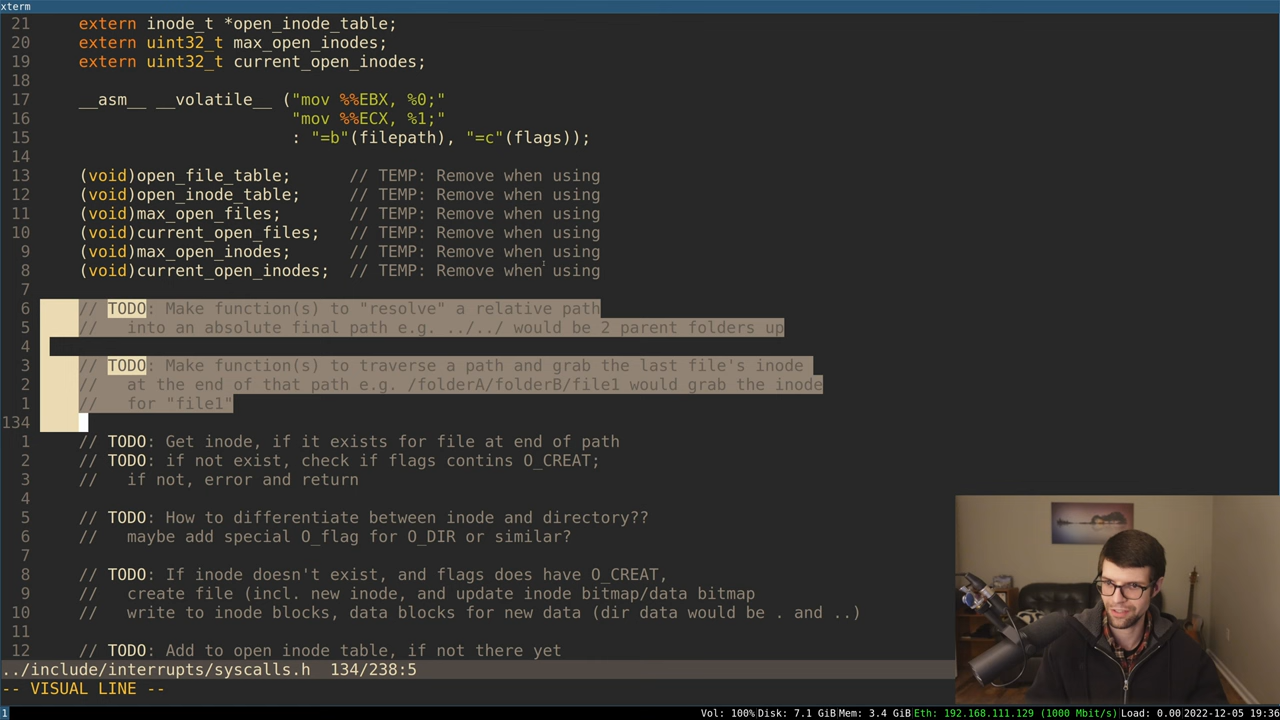 xterm
21 extern inode_t *open_inode_table;
20 extern uint32_t max_open_inodes;
19 extern uint32_t current_open_inodes;
18
17 __asm__ __volatile__ ("mov %%EBX, %0;"
16 "mov %%ECX, %1;"
15 : "=b"(filepath), "=c"(flags));
14
13 (void)open_file_table; // TEMP: Remove when using
12 (void)open_inode_table; // TEMP: Remove when using
11 (void)max_open_files; // TEMP: Remove when using
10 (void)current_open_files; // TEMP: Remove when using
9 (void)max_open_inodes; // TEMP: Remove when using
8 (void)current_open_inodes; // TEMP: Remove when using
7
6 // TODO: Make function(s) to "resolve" a relative path
5 // into an absolute final path e.g. ../../ would be 2 parent folders up
4
3 // TODO: Make function(s) to traverse a path and grab the last file's inode
2 // at the end of that path e.g. /folderA/folderB/file1 would grab the inode
1 // for "file1"
134
1 // TODO: Get inode, if it exists for file at end of path
2 // TODO: if not exist, check if flags contins O_CREAT;
3 // if not, error and return
4
5 // TODO: How to differentiate between inode and directory??
6 // maybe add special O_flag for O_DIR or similar?
7
8 // TODO: If inode doesn't exist, and flags does have O_CREAT,
9 // create file (incl. new inode, and update inode bitmap/data bitmap
10 // write to inode blocks, data blocks for new data (dir data would be . and ..)
11
12 // TODO: Add to open inode table, if not there yet
../include/interrupts/syscalls.h 134/238:5
-- VISUAL LINE --
1 Vol: 100% Disk: 7.1 GiB Mem: 3.4 GiB Eth: 192.168.111.129 (1000 Mbit/s) Load: 0.00 2022-12-05 19:36